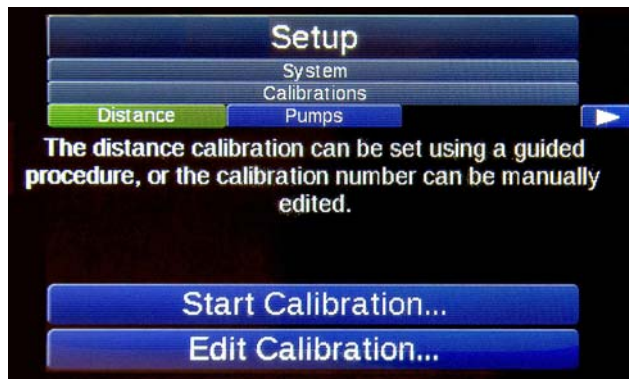 Setup
System
Calibrations
Distance Pumps
The distance calibration can be set using a guided
procedure, or the calibration number can be manually
edited.
Start Calibration...
Edit Calibration...